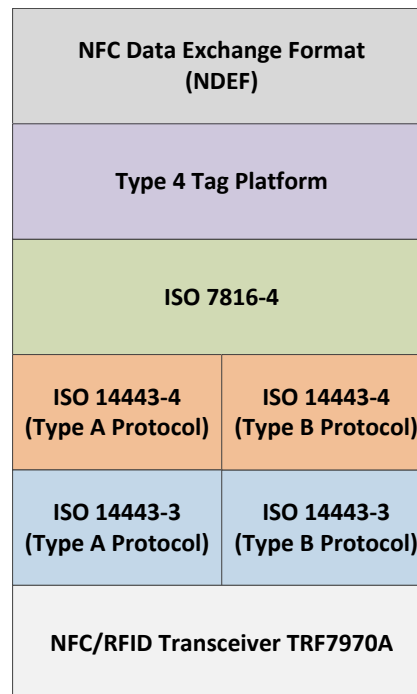 NFC Data Exchange Format
(NDEF)
Type 4 Tag Platform
ISO 7816-4
ISO 14443-4
(Type A Protocol)
ISO 14443-4
(Type B Protocol)
ISO 14443-3
(Type A Protocol)
ISO 14443-3
(Type B Protocol)
NFC/RFID Transceiver TRF7970A